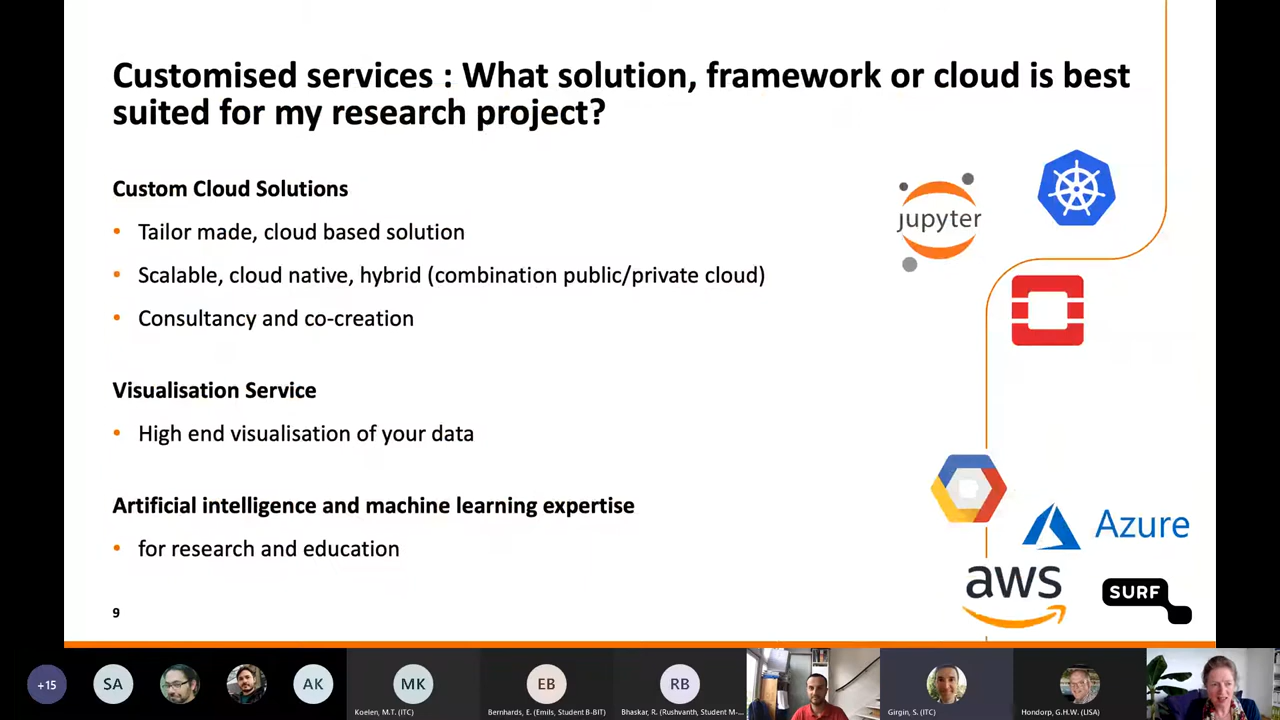 Customised services : What solution, framework or cloud is best
suited for my research project?
Custom Cloud Solutions
• Tailor made, cloud based solution
• Scalable, cloud native, hybrid (combination public/private cloud)
• Consultancy and co-creation
Visualisation Service
• High end visualisation of your data
Artificial intelligence and machine learning expertise
• for research and education
9
jupyter
Azure
aws
SURF
+15
SA
AK
MK
Koelen, M.T. (ITC)
EB
Bernhards, E. (Emils, Student B-BIT)
RB
Bhaskar, R. (Rushvanth, Student M-...
Girgin, S. (ITC)
Hondorp, G.H.W. (LISA)